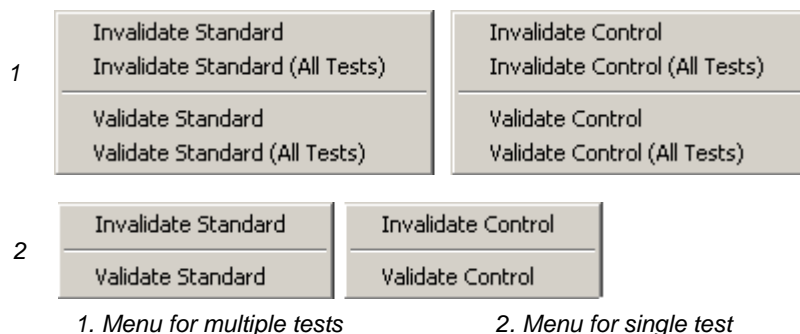 1
Invalidate Standard
Invalidate Standard (All Tests)
Validate Standard
Validate Standard (All Tests)
Invalidate Control
Invalidate Control (All Tests)
Validate Control
Validate Control (All Tests)
2
Invalidate Standard
Validate Standard
Invalidate Control
Validate Control
1. Menu for multiple tests
2. Menu for single test